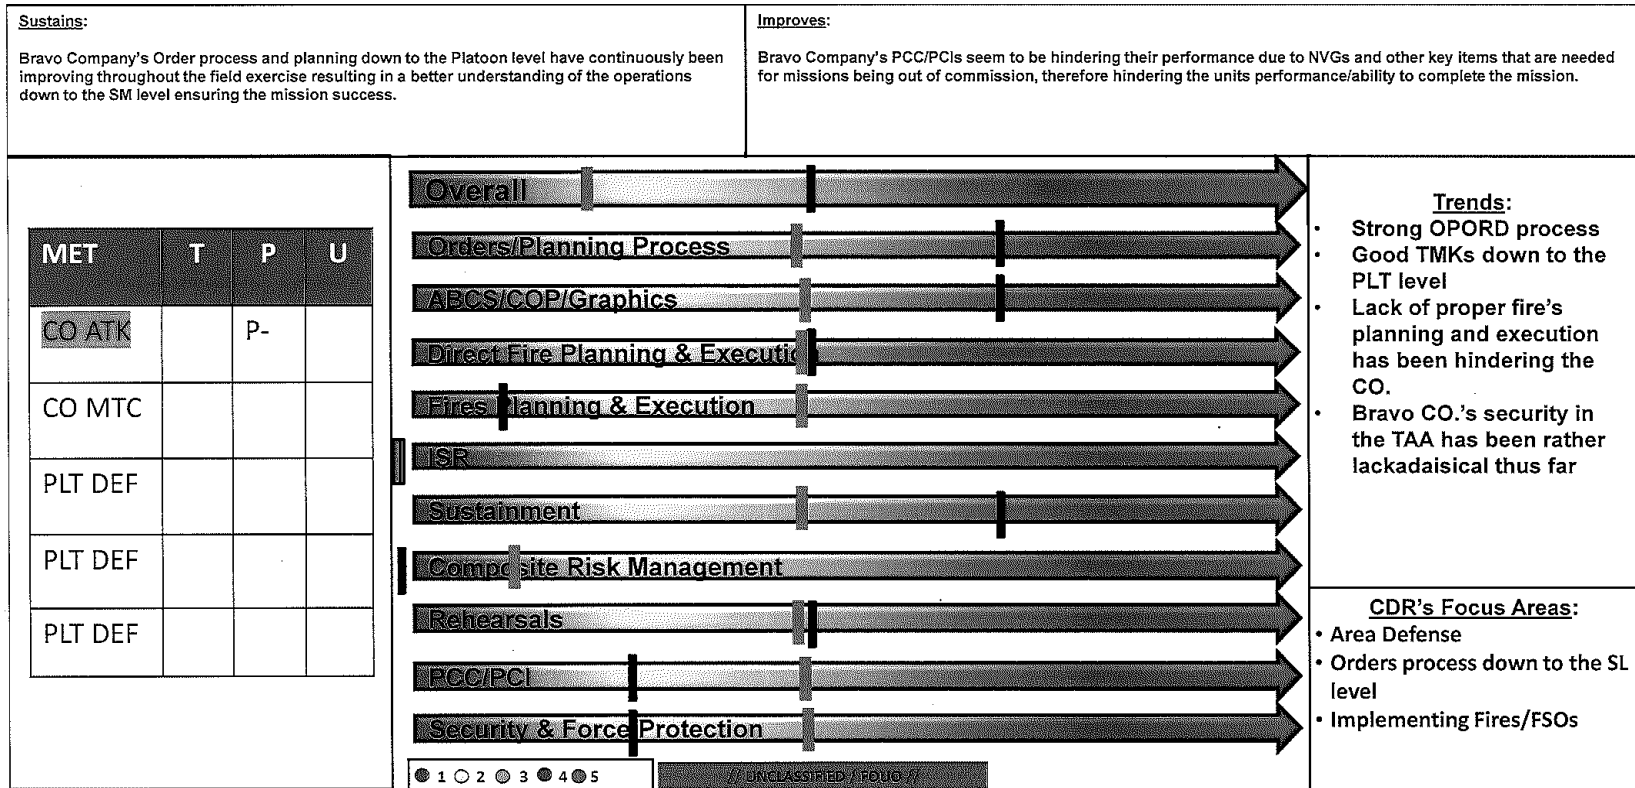 Sustains:
Bravo Company's Order process and planning down to the Platoon level have continuously been
improving throughout the field exercise resulting in a better understanding of the operations
down to the SM level ensuring the mission success.
Improves:
Bravo Company's PCC/PCIs seem to be hindering their performance due to NVGs and other key items that are needed
for missions being out of commission, therefore hindering the units performance/ability to complete the mission.
MET T P U
CO ATK P-
CO MTC
PLT DEF
PLT DEF
PLT DEF
Overall
Orders/Planning Process
ABCS/COP/Graphics
Direct Fire Planning & Execution
Fires Planning & Execution
ISR
Sustainment
Composite Risk Management
Rehearsals
PCC/PCI
Security & Force Protection
1 2 3 4 5
// UNCLASSIFIED / FOUO //
Trends:
• Strong OPORD process
• Good TMKs down to the
PLT level
• Lack of proper fire's
planning and execution
has been hindering the
CO.
• Bravo CO.'s security in
the TAA has been rather
lackadaisical thus far
CDR's Focus Areas:
• Area Defense
• Orders process down to the SL
level
• Implementing Fires/FSOs